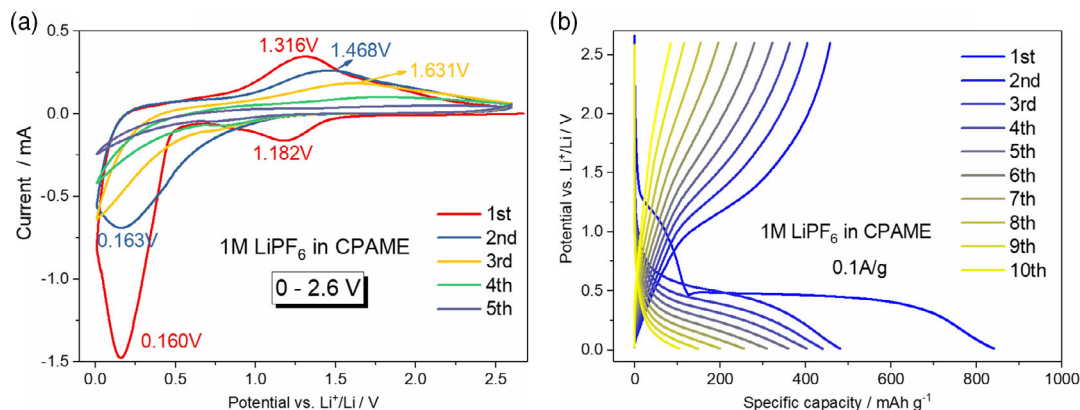 (a)
0.5
0.0
-0.5
-1.0
-1.5
Current / mA
1.316V
1.468V
1.631V
1.182V
0.163V
0.160V
1M LiPF₆ in CPAME
0 - 2.6 V
1st
2nd
3rd
4th
5th
0.0 0.5 1.0 1.5 2.0 2.5
Potential vs. Li⁺/Li / V
(b)
2.5
2.0
1.5
1.0
0.5
0.0
Potential vs. Li⁺/Li / V
1M LiPF₆ in CPAME
0.1A/g
1st
2nd
3rd
4th
5th
6th
7th
8th
9th
10th
0 200 400 600 800 1000
Specific capacity / mAh g⁻¹